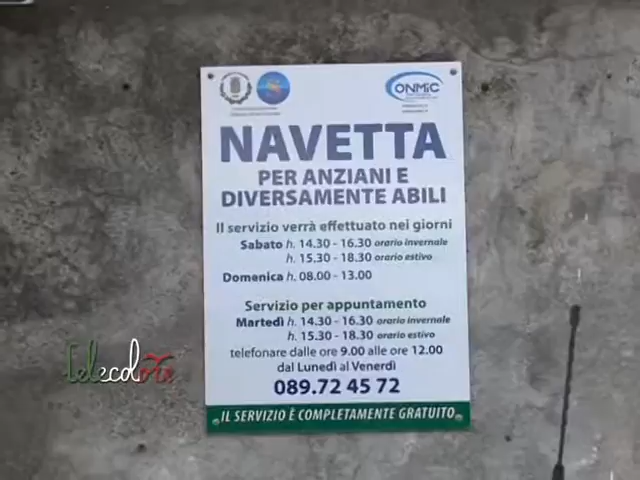 ONMiC
NAVETTA
PER ANZIANI E
DIVERSAMENTE ABILI
Il servizio verrà effettuato nei giorni
Sabato h. 14.30 - 16.30 orario invernale
h. 15.30 - 18.30 orario estivo
Domenica h. 08.00 - 13.00
Servizio per appuntamento
Martedì h. 14.30 - 16.30 orario invernale
h. 15.30 - 18.30 orario estivo
telefonare dalle ore 9.00 alle ore 12.00
dal Lunedì al Venerdì
089.72 45 72
IL SERVIZIO È COMPLETAMENTE GRATUITO
Telecolore